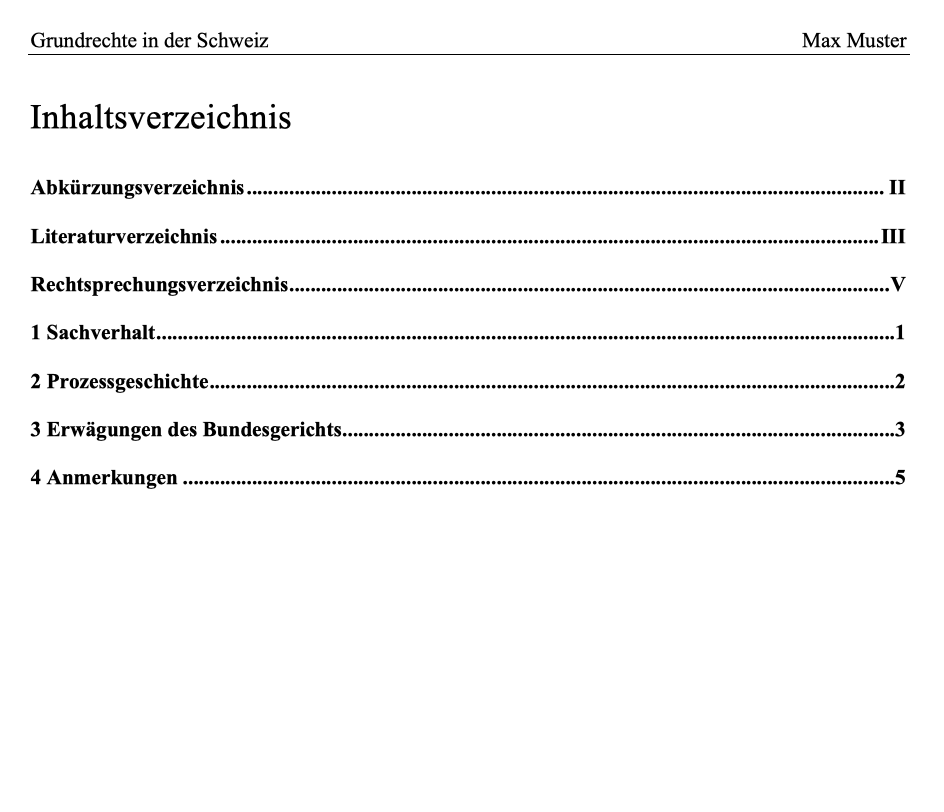 Grundrechte in der Schweiz Max Muster
Inhaltsverzeichnis
Abkürzungsverzeichnis ........................................ II
Literaturverzeichnis ........................................ III
Rechtsprechungsverzeichnis ........................................ V
1 Sachverhalt ........................................ 1
2 Prozessgeschichte ........................................ 2
3 Erwägungen des Bundesgerichts ........................................ 3
4 Anmerkungen ........................................ 5